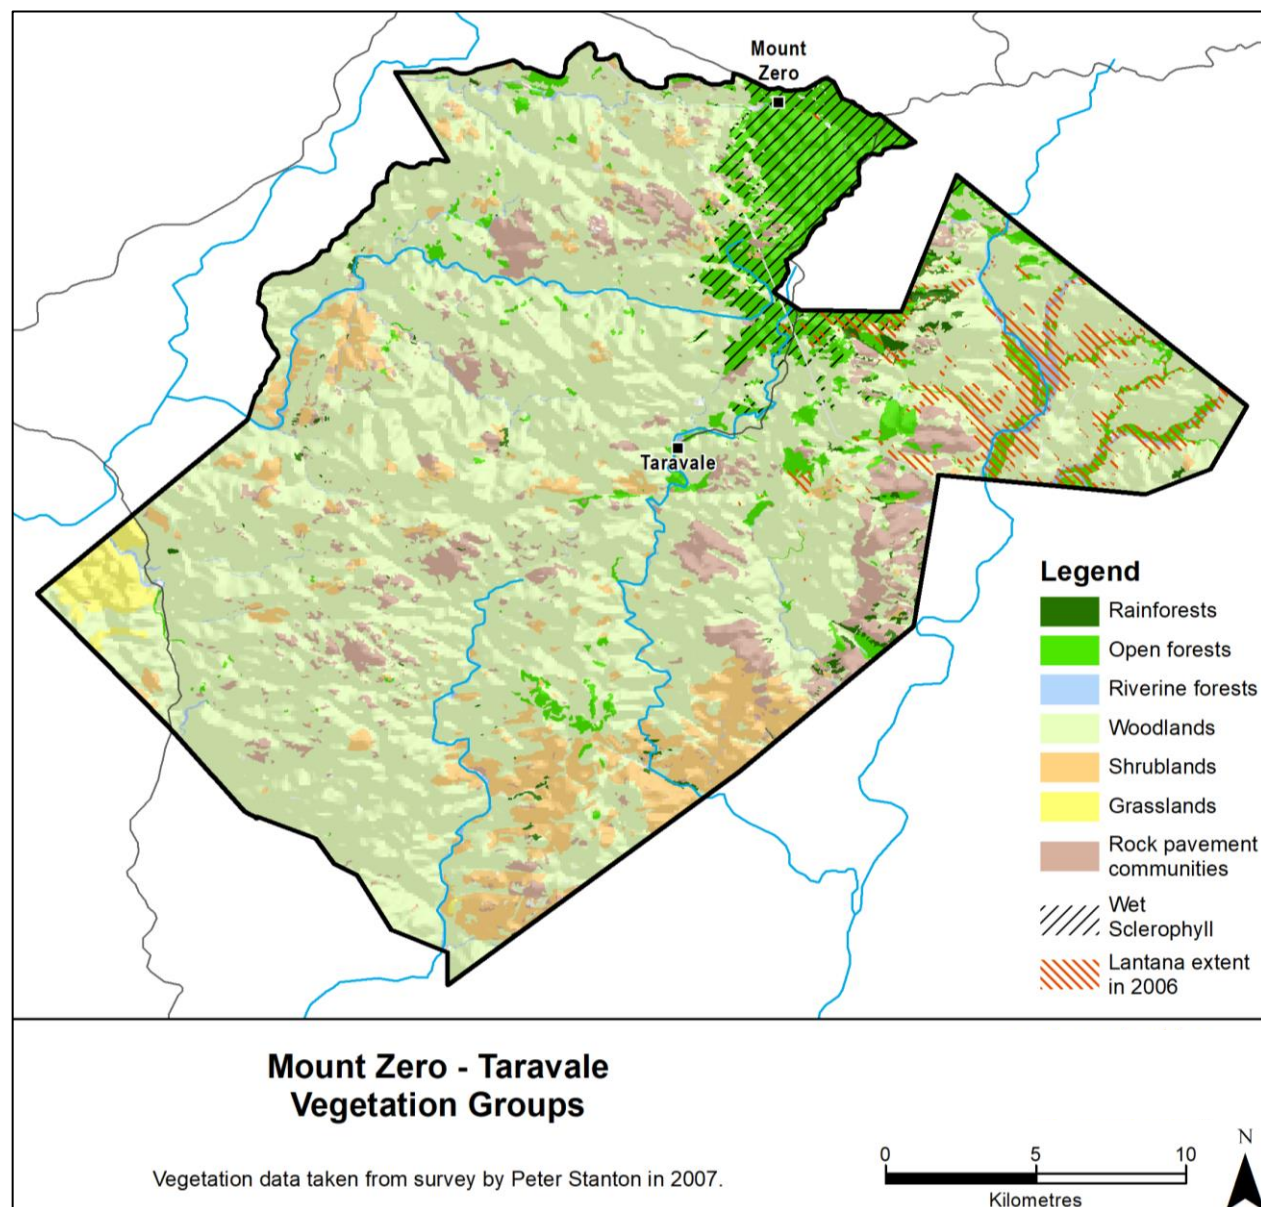 Mount
Zero
Taravale
Legend
Rainforests
Open forests
Riverine forests
Woodlands
Shrublands
Grasslands
Rock pavement
communities
Wet
Sclerophyll
Lantana extent
in 2006
Mount Zero - Taravale
Vegetation Groups
Vegetation data taken from survey by Peter Stanton in 2007.
0 5 10
Kilometres
N